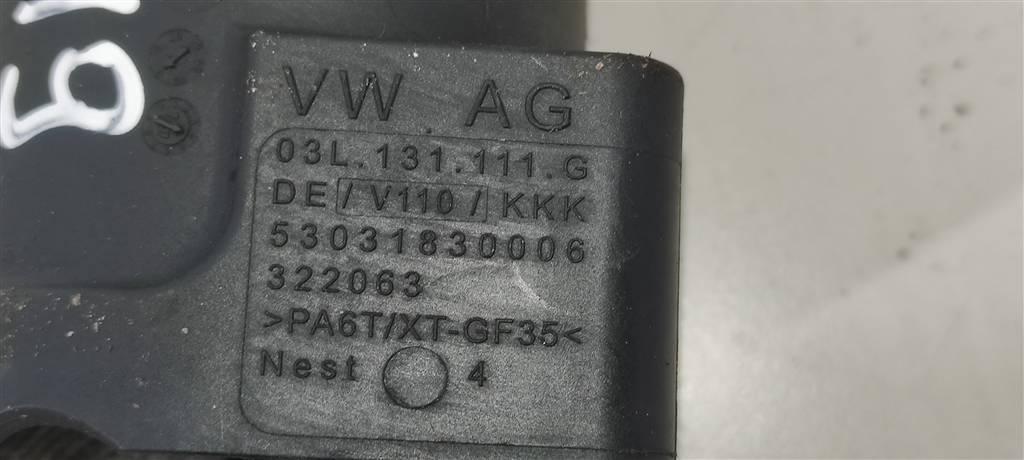 VW AG
03L.131.111.G
DE/V110/KKK
53031830006
322063
>PA6T/XT-GF35<
Nest 4